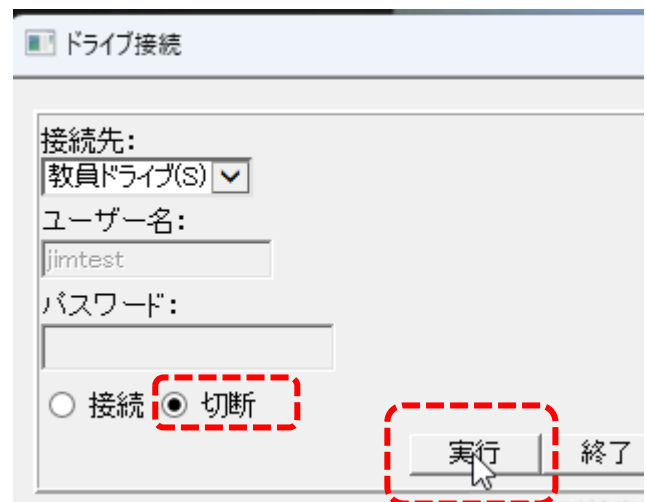 ドライブ接続
接続先:
教員ドライブ(S)
ユーザー名:
jimtest
パスワード:
接続 切断
実行 終了